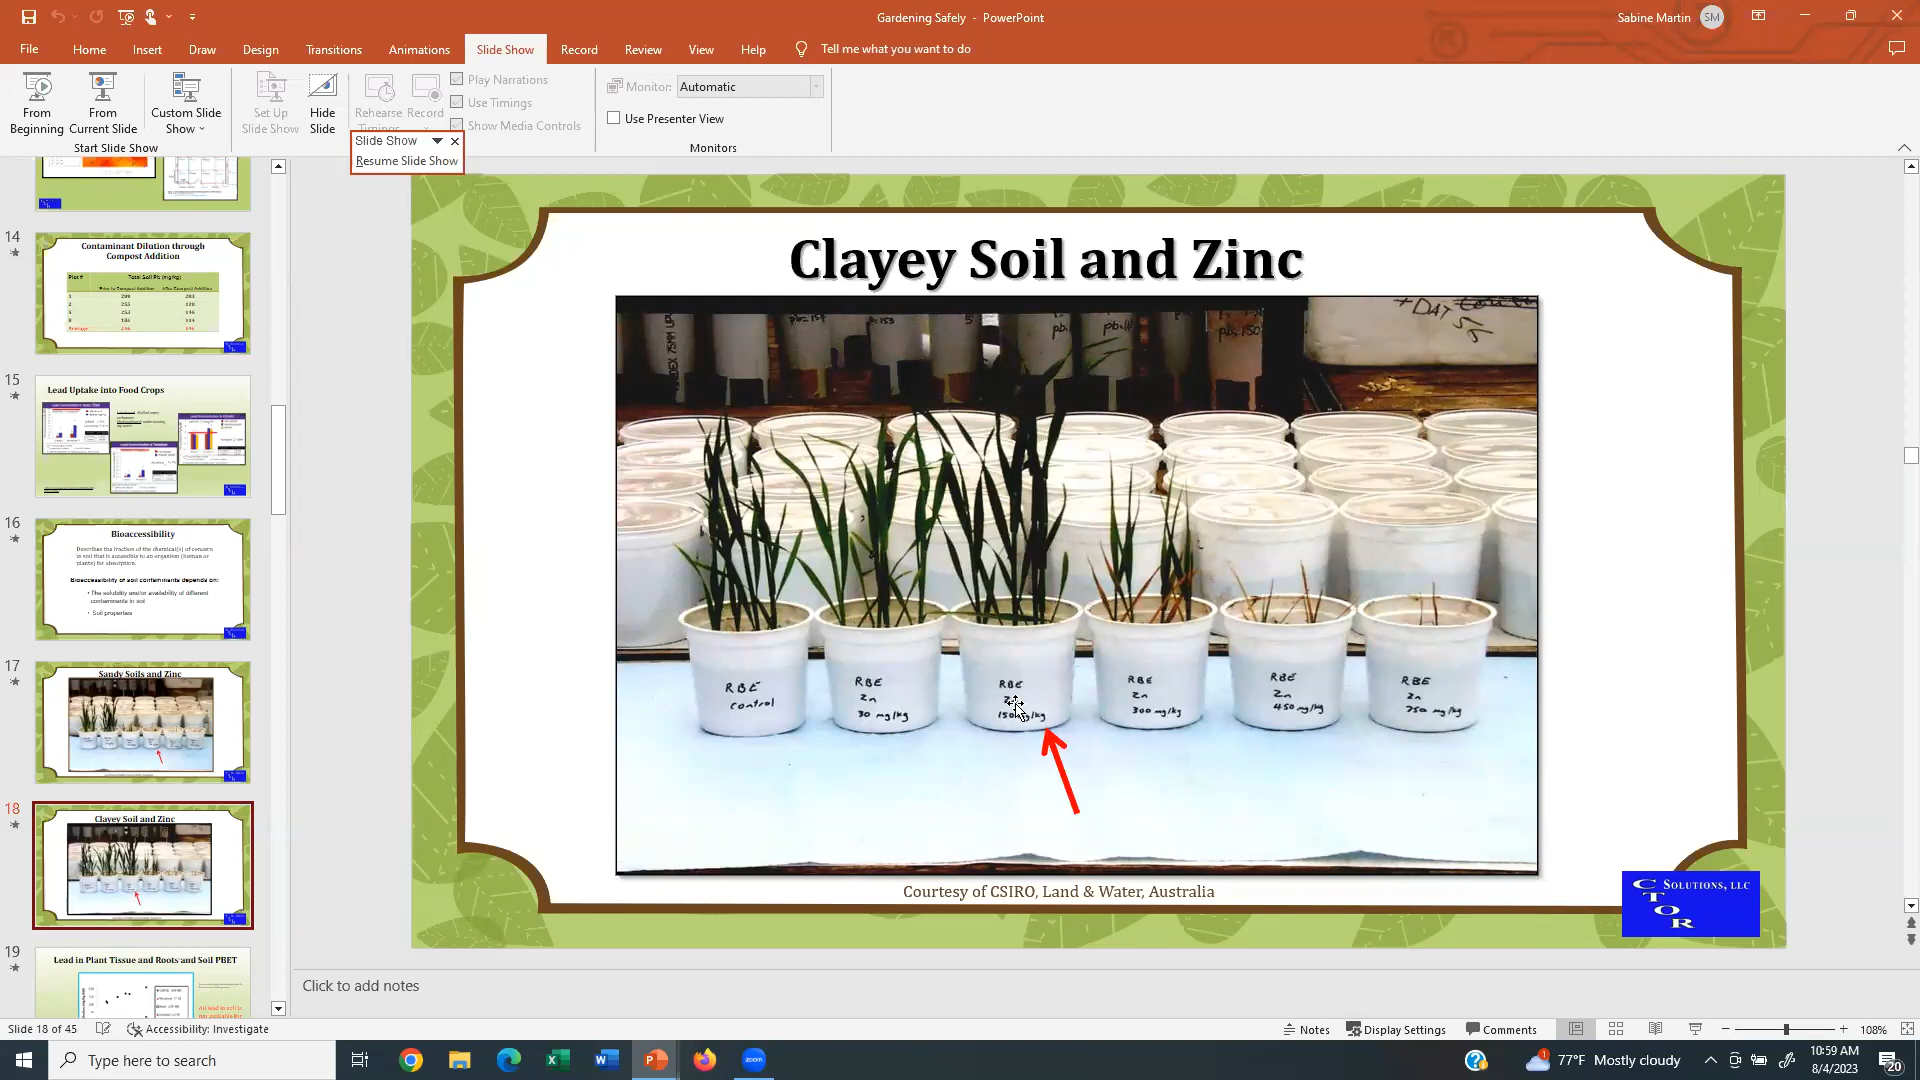 Gardening Safely - PowerPoint
Sabine Martin SM
File Home Insert Draw Design Transitions Animations Slide Show Record Review View Help Tell me what you want to do
From Beginning
From Current Slide
Custom Slide Show
Set Up Slide Show
Hide Slide
Rehearse Timings
Record
Play Narrations
Use Timings
Show Media Controls
Monitor: Automatic
Use Presenter View
Start Slide Show
Monitors
Slide Show
Resume Slide Show
14
Contaminant Dilution through
Compost Addition
Plot # Total Soil Pb (mg/kg)
15
Lead Uptake into Food Crops
16
Bioaccessibility
Describes the fraction of the chemical(s) of concern
in soil that is accessible to an organism (human or
plants) for absorption.
Bioaccessibility of soil contaminants depends on:
• The solubility and/or availability of different
contaminants in soil
• Soil properties
17
Sandy Soils and Zinc
18
Clayey Soil and Zinc
19
Lead in Plant Tissue and Roots and Soil PBET
Clayey Soil and Zinc
+ DAT
55
RBE
Control
RBE
Zn
30 mg/kg
RBE
RBE
Zn
300 mg/kg
RBE
Zn
450 mg/kg
RBE
Zn
750 mg/kg
Courtesy of CSIRO, Land & Water, Australia
CTOR SOLUTIONS, LLC
Click to add notes
Slide 18 of 45
Accessibility: Investigate
Notes
Display Settings
Comments
108%
Type here to search
zoom
77°F Mostly cloudy
10:59 AM
8/4/2023
20